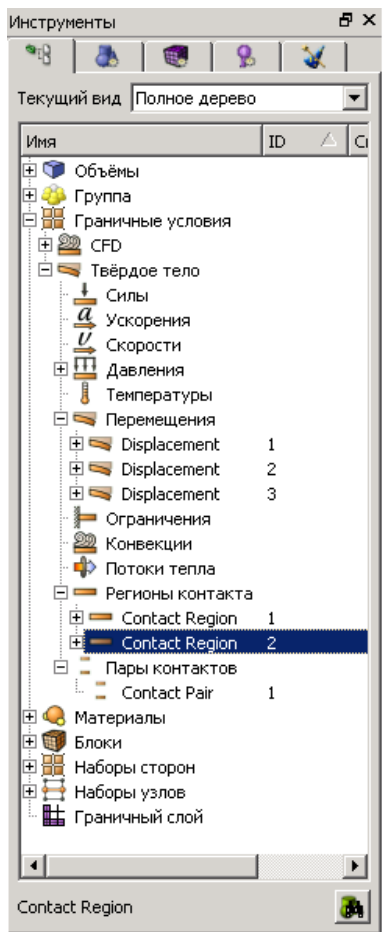 Инструменты
Текущий вид Полное дерево
Имя ID
Объёмы
Группа
Граничные условия
CFD
Твёрдое тело
Силы
Ускорения
Скорости
Давления
Температуры
Перемещения
Displacement 1
Displacement 2
Displacement 3
Ограничения
Конвекции
Потоки тепла
Регионы контакта
Contact Region 1
Contact Region 2
Пары контактов
Contact Pair 1
Материалы
Блоки
Наборы сторон
Наборы узлов
Граничный слой
Contact Region